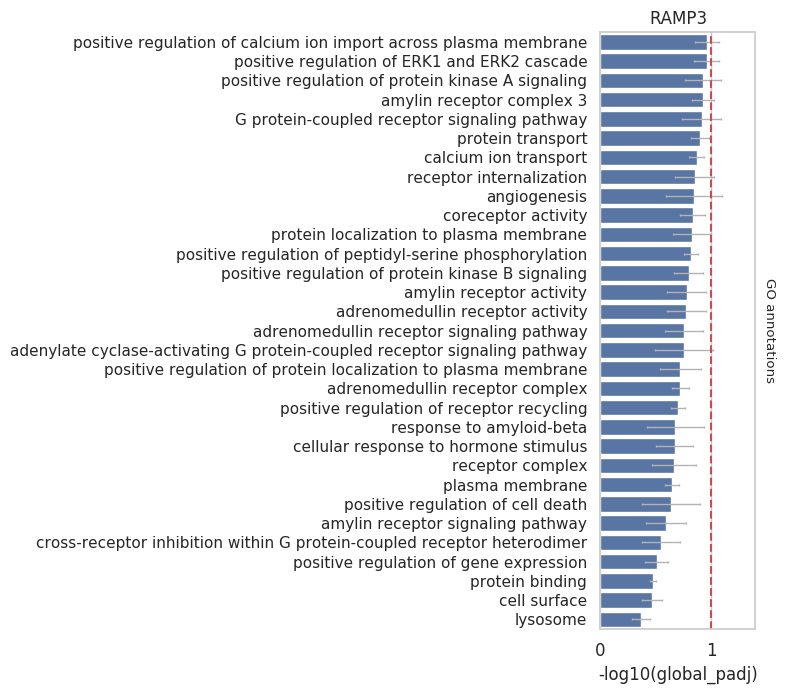 RAMP3
positive regulation of calcium ion import across plasma membrane
positive regulation of ERK1 and ERK2 cascade
positive regulation of protein kinase A signaling
amylin receptor complex 3
G protein-coupled receptor signaling pathway
protein transport
calcium ion transport
receptor internalization
angiogenesis
coreceptor activity
protein localization to plasma membrane
positive regulation of peptidyl-serine phosphorylation
positive regulation of protein kinase B signaling
amylin receptor activity
adrenomedullin receptor activity
adrenomedullin receptor signaling pathway
adenylate cyclase-activating G protein-coupled receptor signaling pathway
positive regulation of protein localization to plasma membrane
adrenomedullin receptor complex
positive regulation of receptor recycling
response to amyloid-beta
cellular response to hormone stimulus
receptor complex
plasma membrane
positive regulation of cell death
amylin receptor signaling pathway
cross-receptor inhibition within G protein-coupled receptor heterodimer
positive regulation of gene expression
protein binding
cell surface
lysosome
GO annotations
0 1
-log10(global_padj)